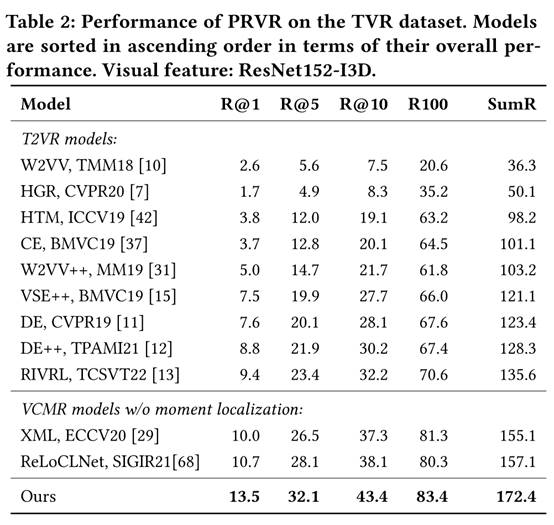 Table 2: Performance of PRVR on the TVR dataset. Models
are sorted in ascending order in terms of their overall per-
formance. Visual feature: ResNet152-I3D.
Model R@1 R@5 R@10 R100 SumR
T2VR models:
W2VV, TMM18 [10] 2.6 5.6 7.5 20.6 36.3
HGR, CVPR20 [7] 1.7 4.9 8.3 35.2 50.1
HTM, ICCV19 [42] 3.8 12.0 19.1 63.2 98.2
CE, BMVC19 [37] 3.7 12.8 20.1 64.5 101.1
W2VV++, MM19 [31] 5.0 14.7 21.7 61.8 103.2
VSE++, BMVC19 [15] 7.5 19.9 27.7 66.0 121.1
DE, CVPR19 [11] 7.6 20.1 28.1 67.6 123.4
DE++, TPAMI21 [12] 8.8 21.9 30.2 67.4 128.3
RIVRL, TCSVT22 [13] 9.4 23.4 32.2 70.6 135.6
VCMR models w/o moment localization:
XML, ECCV20 [29] 10.0 26.5 37.3 81.3 155.1
ReLoCLNet, SIGIR21[68] 10.7 28.1 38.1 80.3 157.1
Ours 13.5 32.1 43.4 83.4 172.4